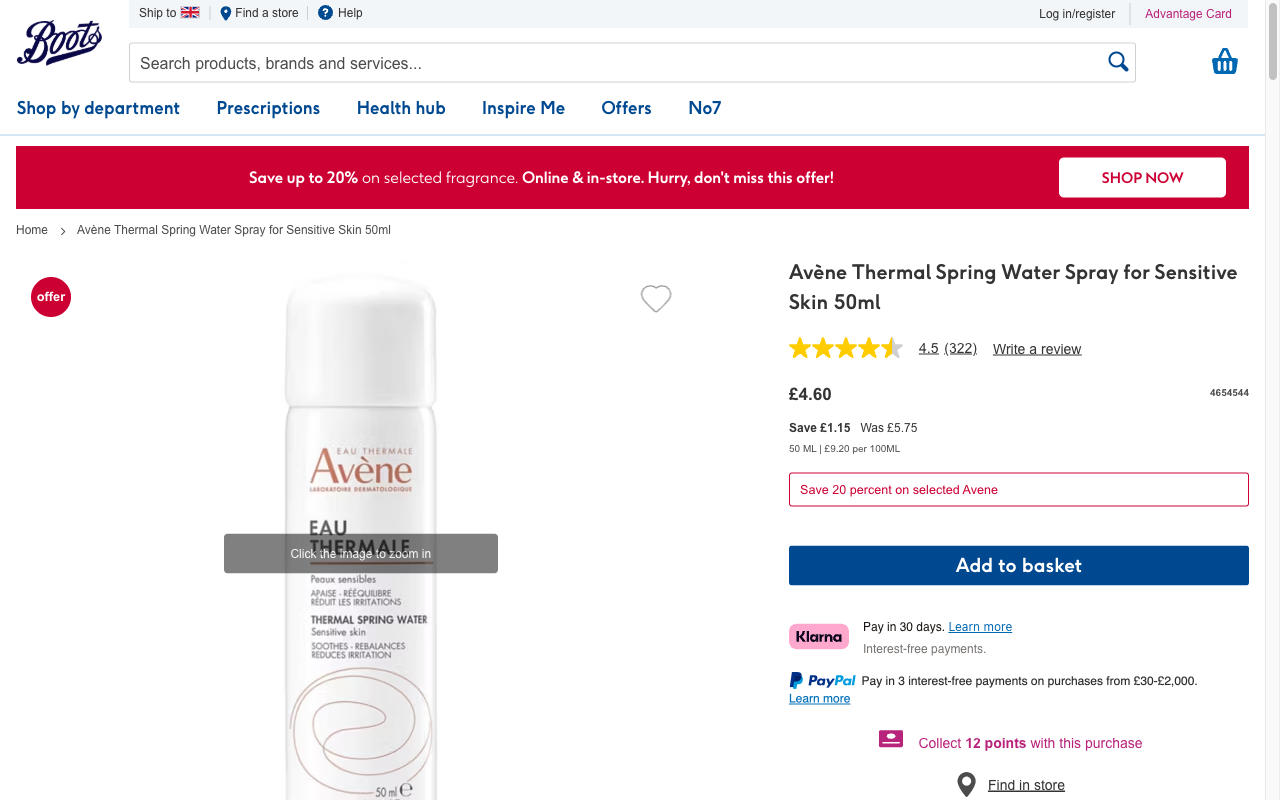 Ship to
Find a store
Help
Log in/register
Advantage Card
Boots
Search products, brands and services...
Shop by department
Prescriptions
Health hub
Inspire Me
Offers
No7
Save up to 20% on selected fragrance. Online & in-store. Hurry, don't miss this offer!
SHOP NOW
Home
Avène Thermal Spring Water Spray for Sensitive Skin 50ml
offer
EAU THERMALE
Avène
LABORATOIRE DERMATOLOGIQUE
EAU
THERMALE
Click the image to zoom in
Peaux sensibles
APAISE - RÉÉQUILIBRE
RÉDUIT LES IRRITATIONS
THERMAL SPRING WATER
Sensitive skin
SOOTHES - REBALANCES
REDUCES IRRITATION
50 ml e
Avène Thermal Spring Water Spray for Sensitive
Skin 50ml
4.5 (322)
Write a review
£4.60
4654544
Save £1.15 Was £5.75
50 ML | £9.20 per 100ML
Save 20 percent on selected Avene
Add to basket
Klarna
Pay in 30 days. Learn more
Interest-free payments.
PayPal Pay in 3 interest-free payments on purchases from £30-£2,000.
Learn more
Collect 12 points with this purchase
Find in store